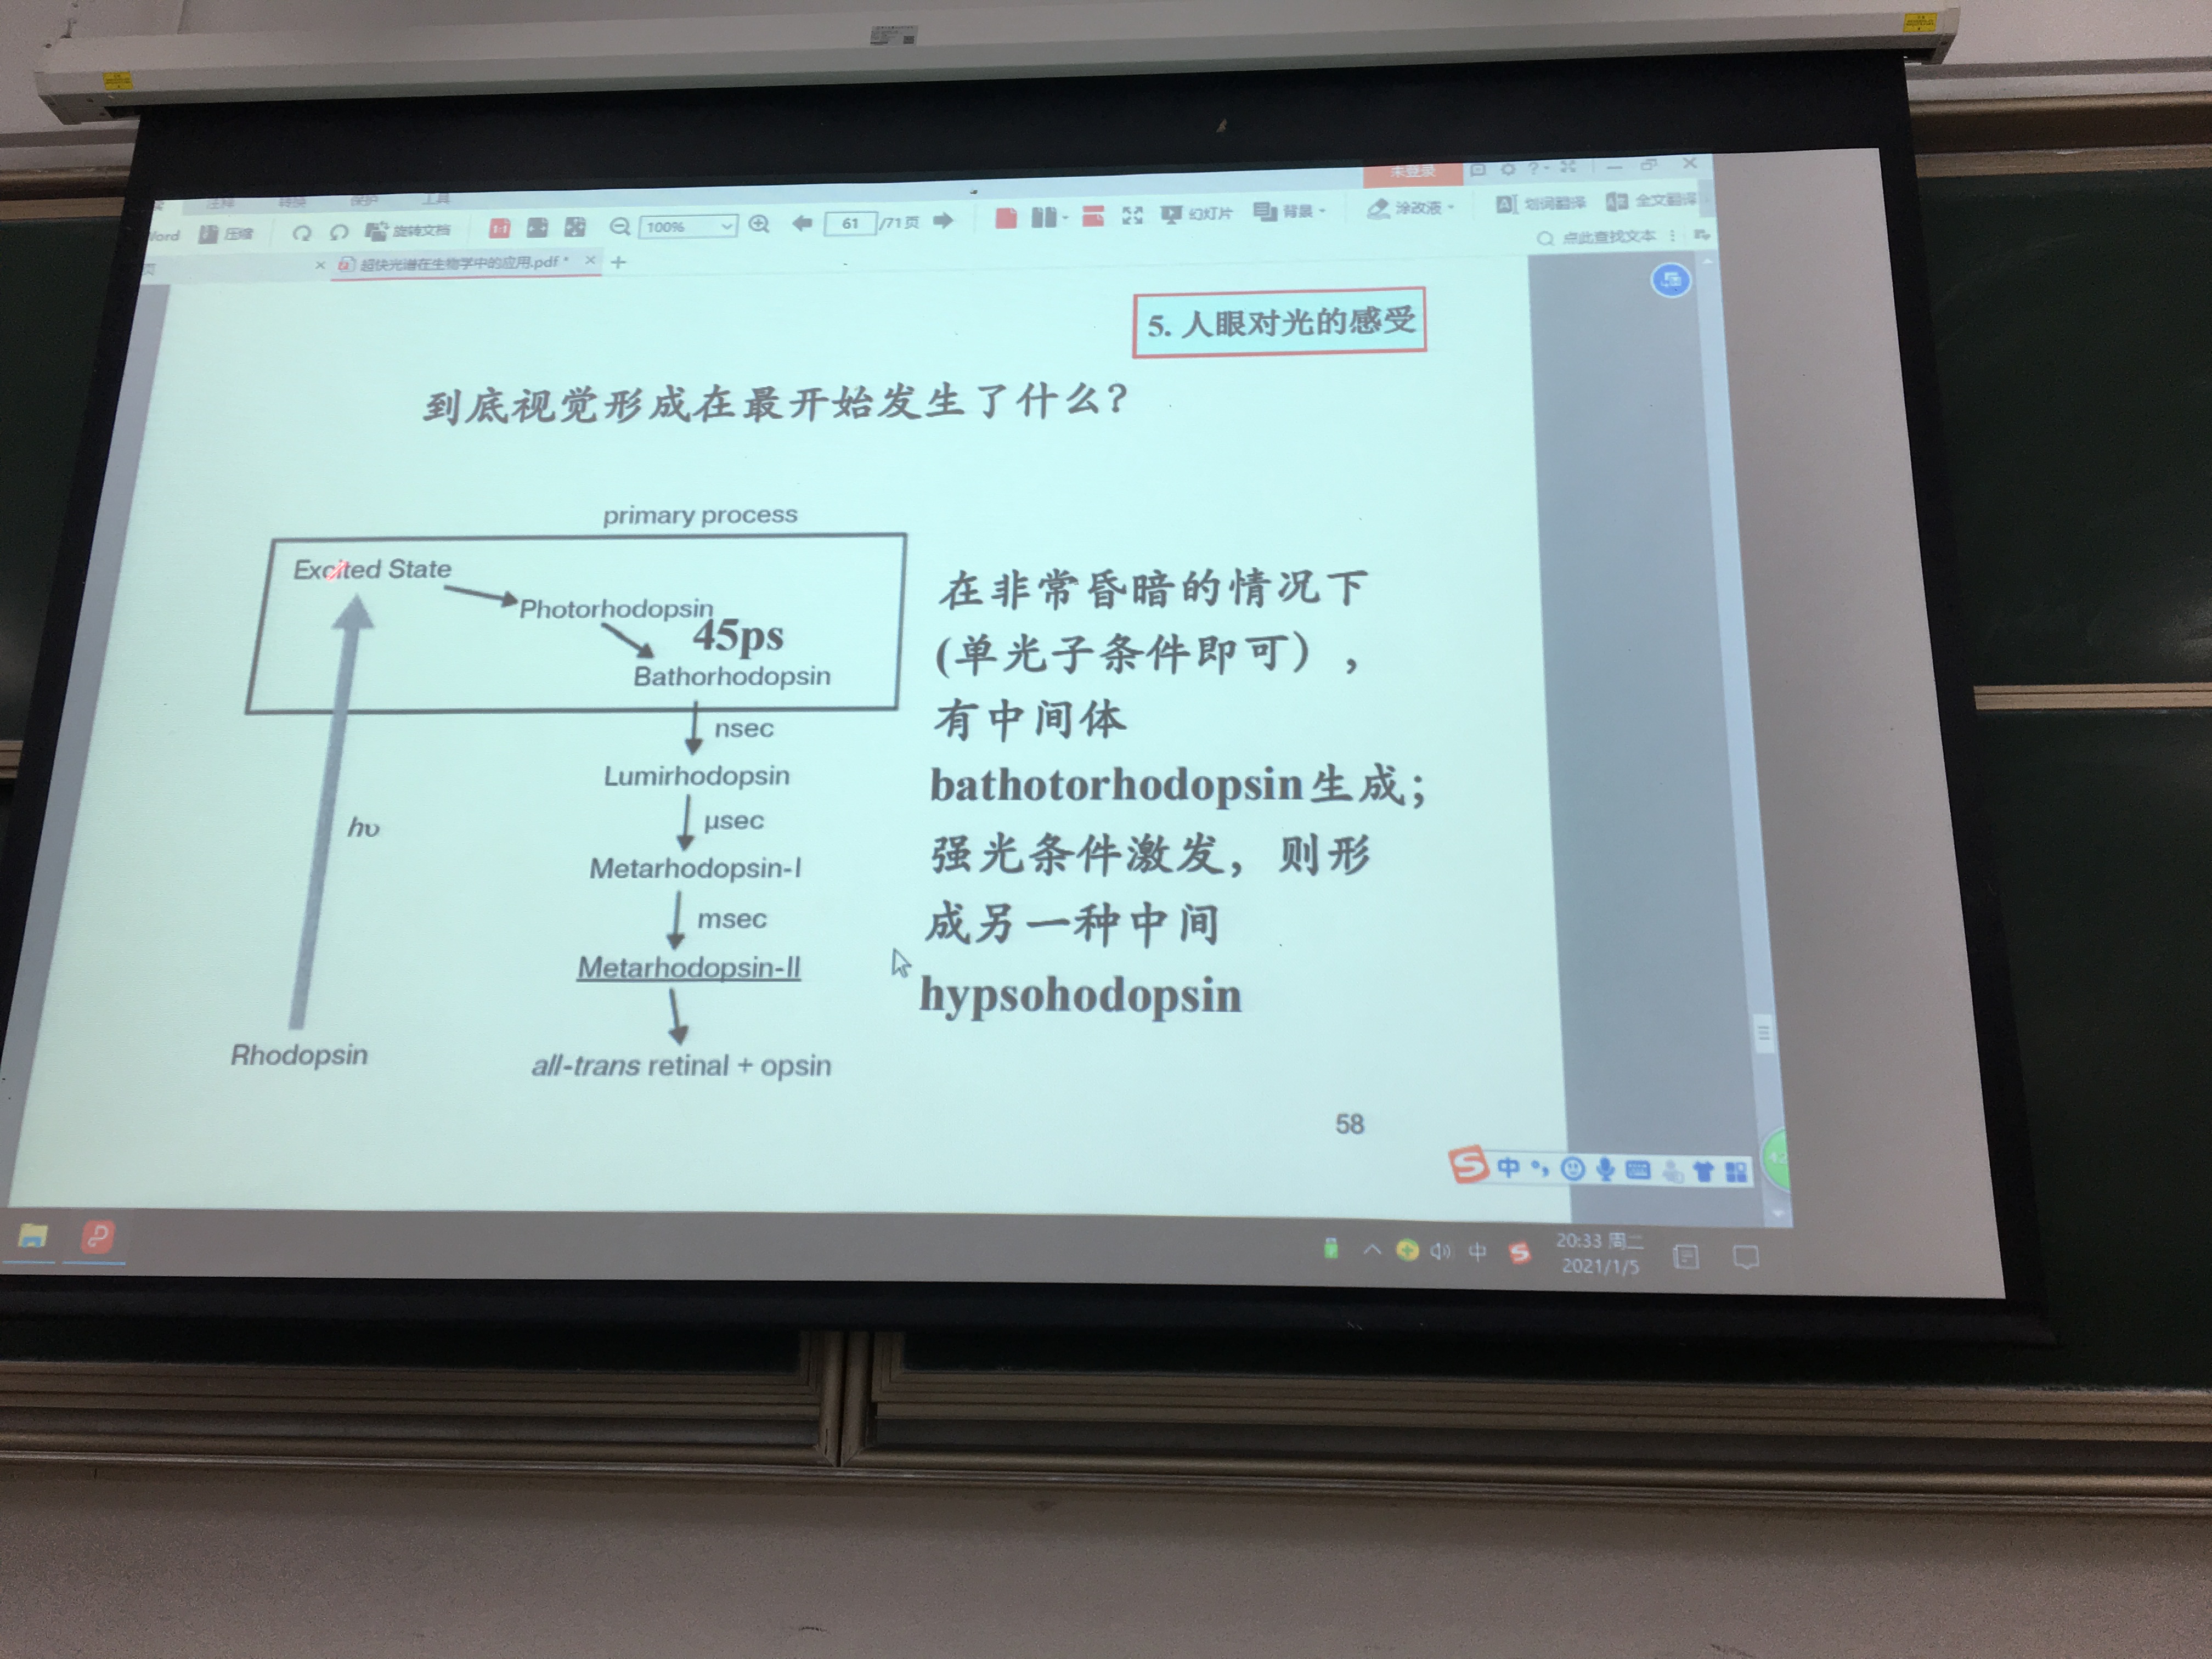 未登录
注释 转换 保护 工具
Word 压缩 旋转文档 1:1 100% 61 /71页 幻灯片 背景 涂改液 划词翻译 全文翻译
点此查找文本
页 超快光谱在生物学中的应用.pdf *
5. 人眼对光的感受
到底视觉形成在最开始发生了什么?
primary process
Excited State
Photorhodopsin
45ps
Bathorhodopsin
nsec
Lumirhodopsin
hυ
μsec
Metarhodopsin-I
msec
Metarhodopsin-II
Rhodopsin
all-trans retinal + opsin
在非常昏暗的情况下
(单光子条件即可),
有中间体
bathotorhodopsin生成;
强光条件激发,则形
成另一种中间
hypsohodopsin
58
中
中
20:33 周二
2021/1/5